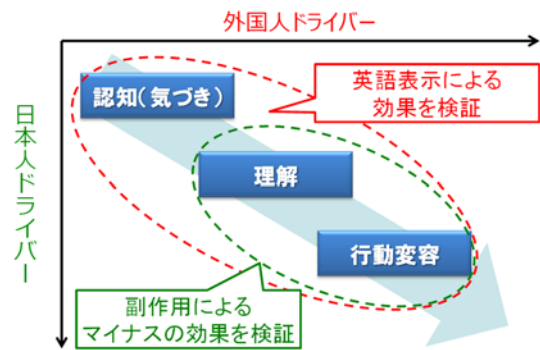 外国人ドライバー
認知(気づき)
英語表示による
効果を検証
日本人ドライバー
理解
行動変容
副作用による
マイナスの効果を検証